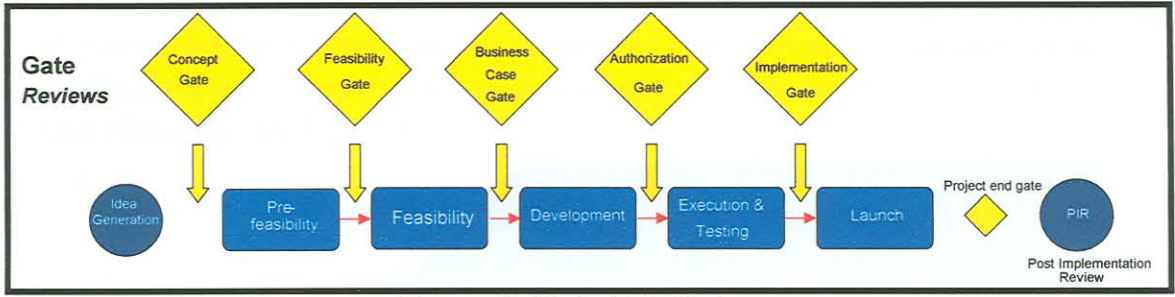 Gate
Reviews
Concept
Gate
Feasibility
Gate
Business
Case
Gate
Authorization
Gate
Implementation
Gate
Idea
Generation
Pre-
feasibility
Feasibility
Development
Execution &
Testing
Launch
Project end gate
PIR
Post Implementation
Review